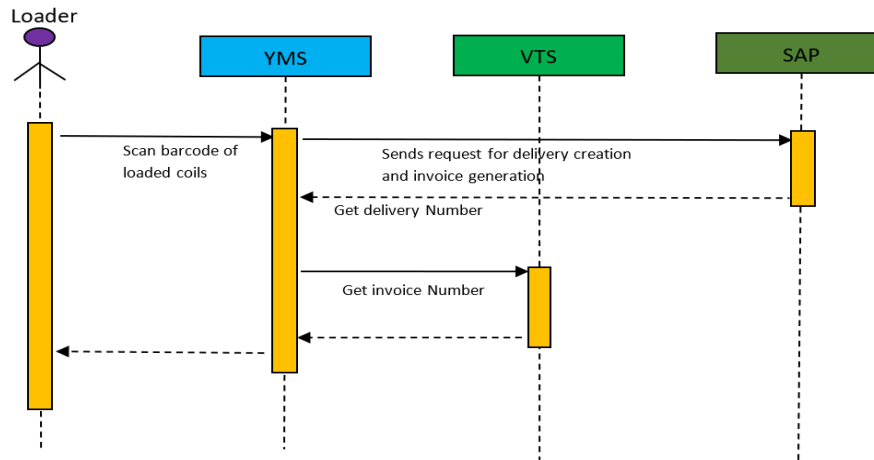 Loader
YMS
VTS
SAP
Scan barcode of
loaded coils
Sends request for delivery creation
and invoice generation
Get delivery Number
Get invoice Number